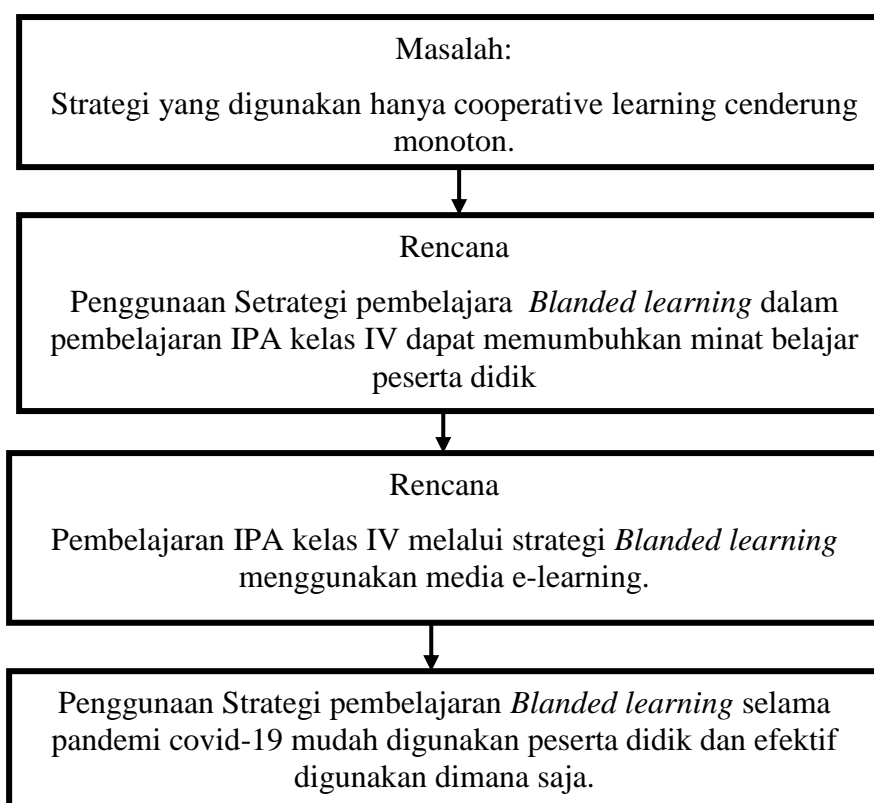 Masalah:
Strategi yang digunakan hanya cooperative learning cenderung
monoton.
Rencana
Penggunaan Setrategi pembelajara Blanded learning dalam
pembelajaran IPA kelas IV dapat memumbuhkan minat belajar
peserta didik
Rencana
Pembelajaran IPA kelas IV melalui strategi Blanded learning
menggunakan media e-learning.
Penggunaan Strategi pembelajaran Blanded learning selama
pandemi covid-19 mudah digunakan peserta didik dan efektif
digunakan dimana saja.